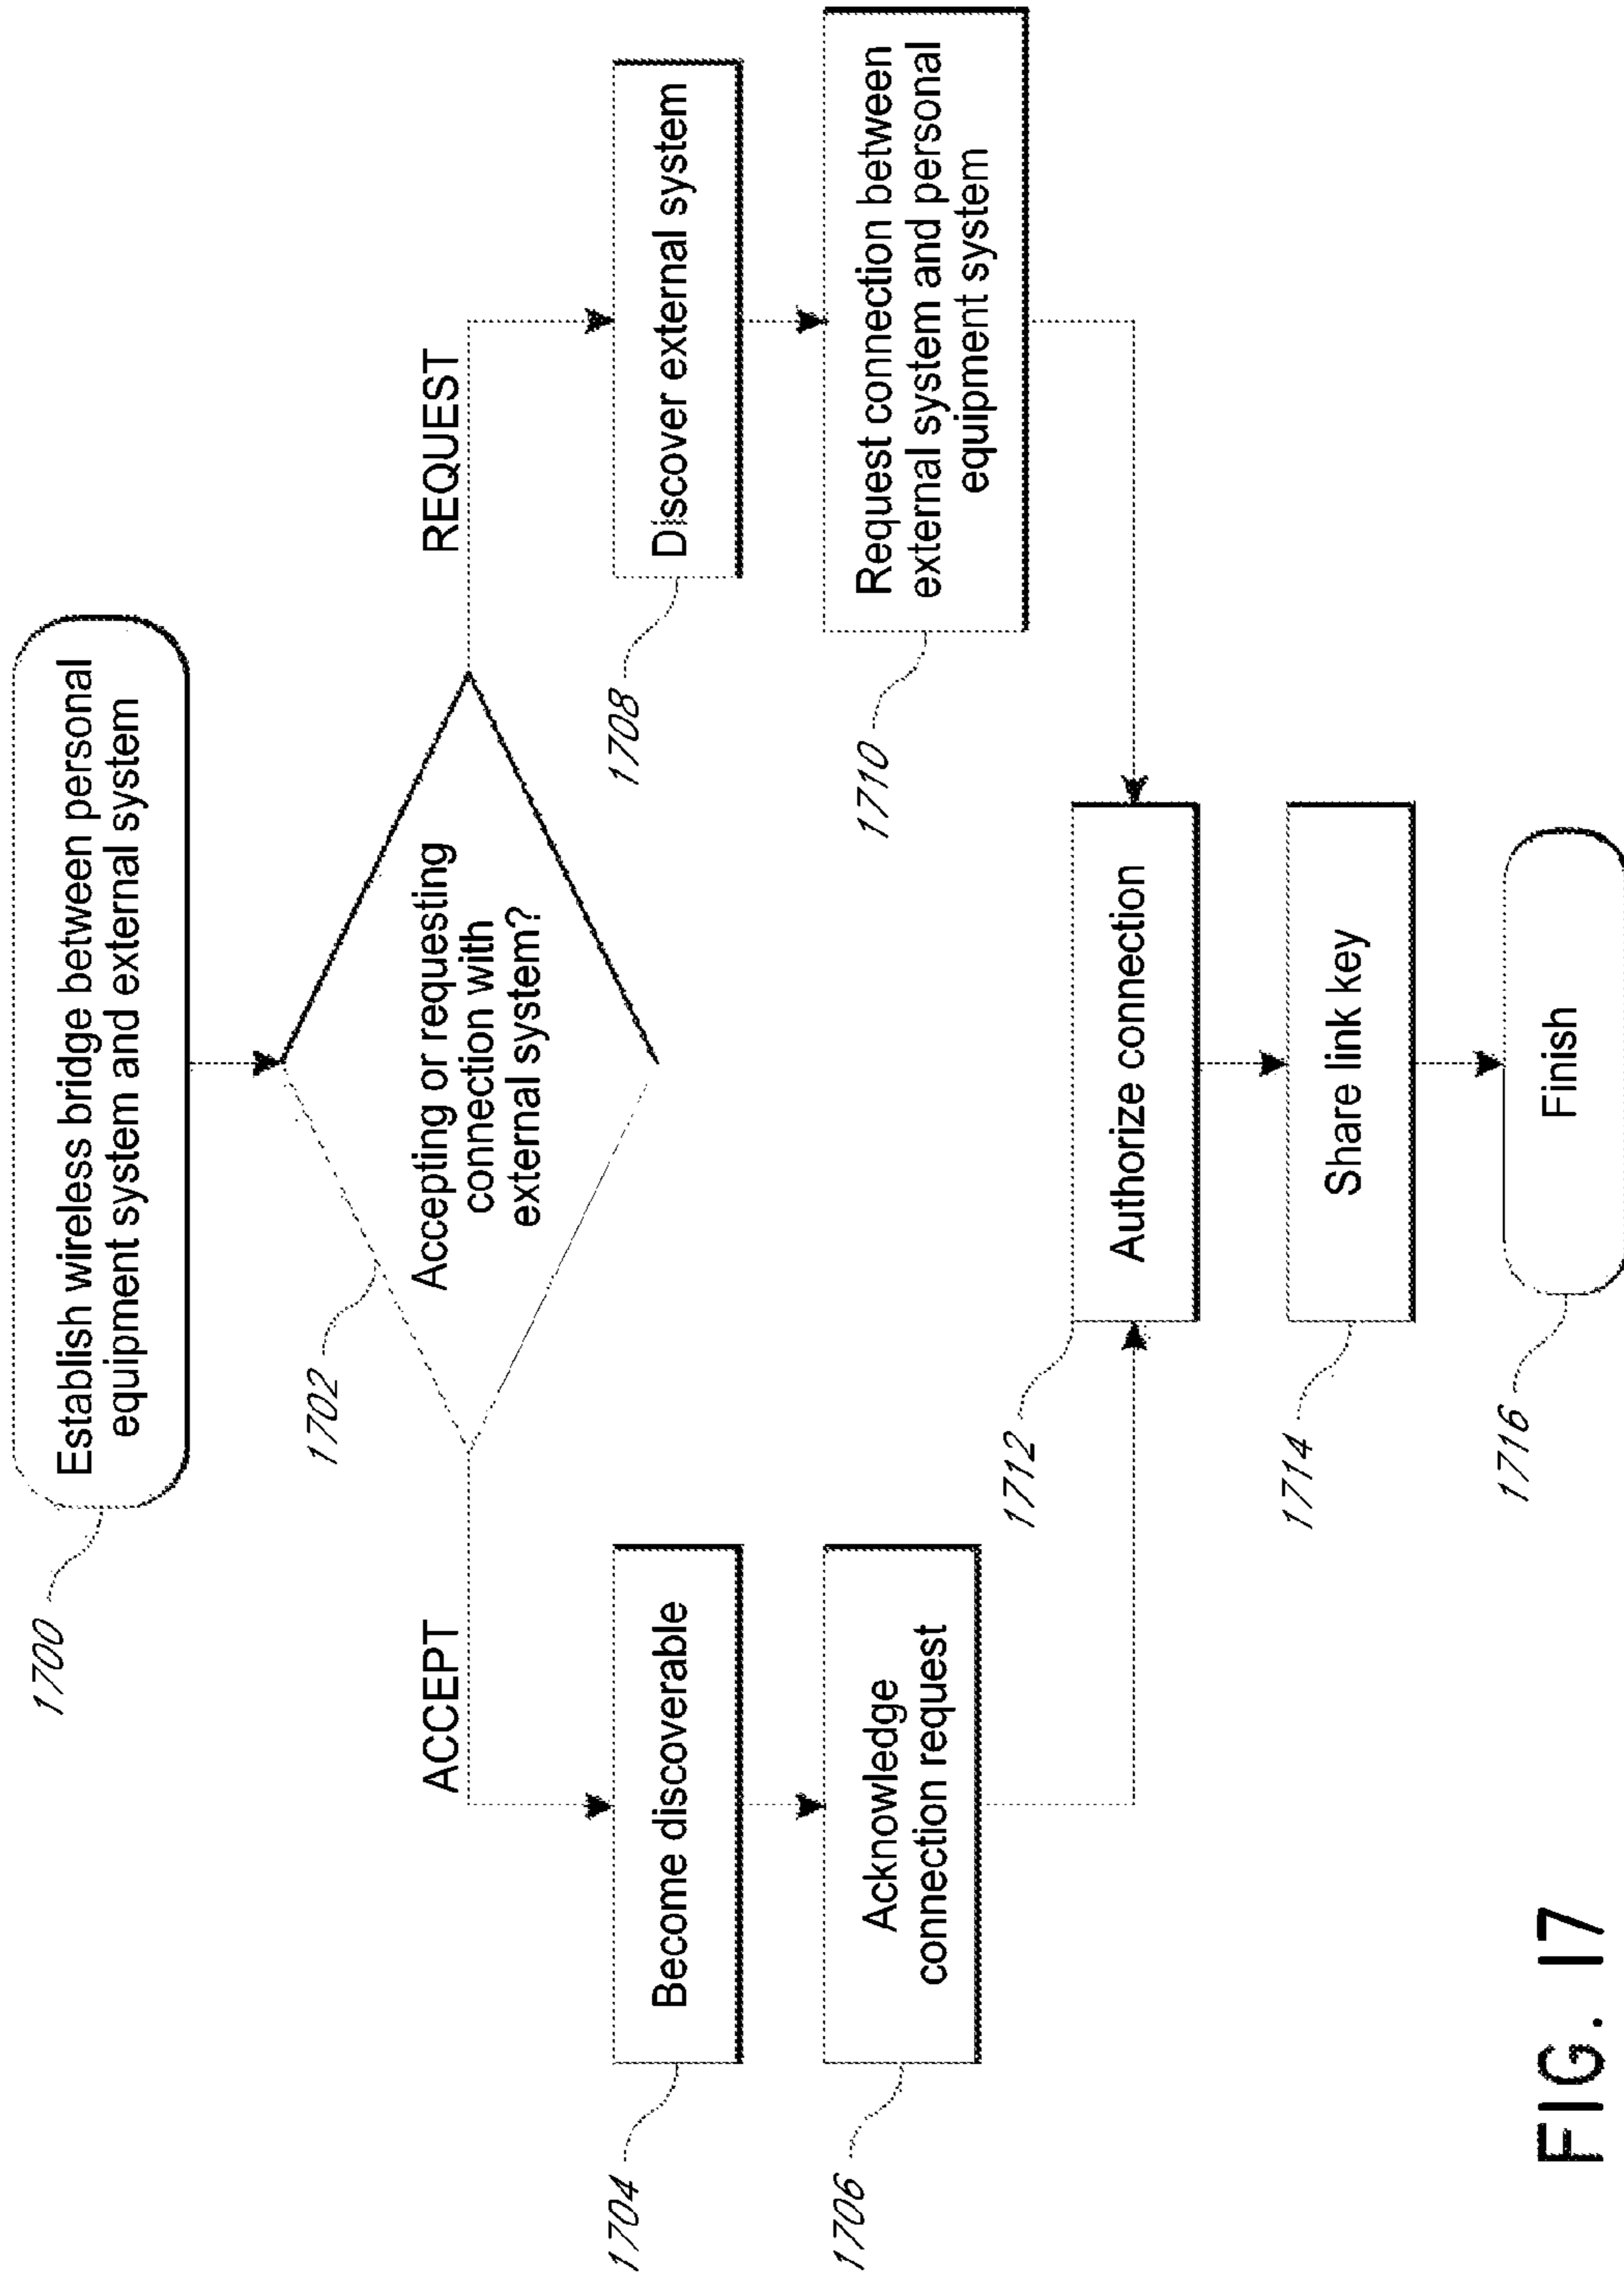 1700
Establish wireless bridge between personal
equipment system and external system
1702
Accepting or requesting
connection with
external system?
ACCEPT
REQUEST
1704
Become discoverable
1706
Acknowledge
connection request
1708
Discover external system
1710
Request connection between
external system and personal
equipment system
1712
Authorize connection
1714
Share link key
1716
Finish
FIG. 17